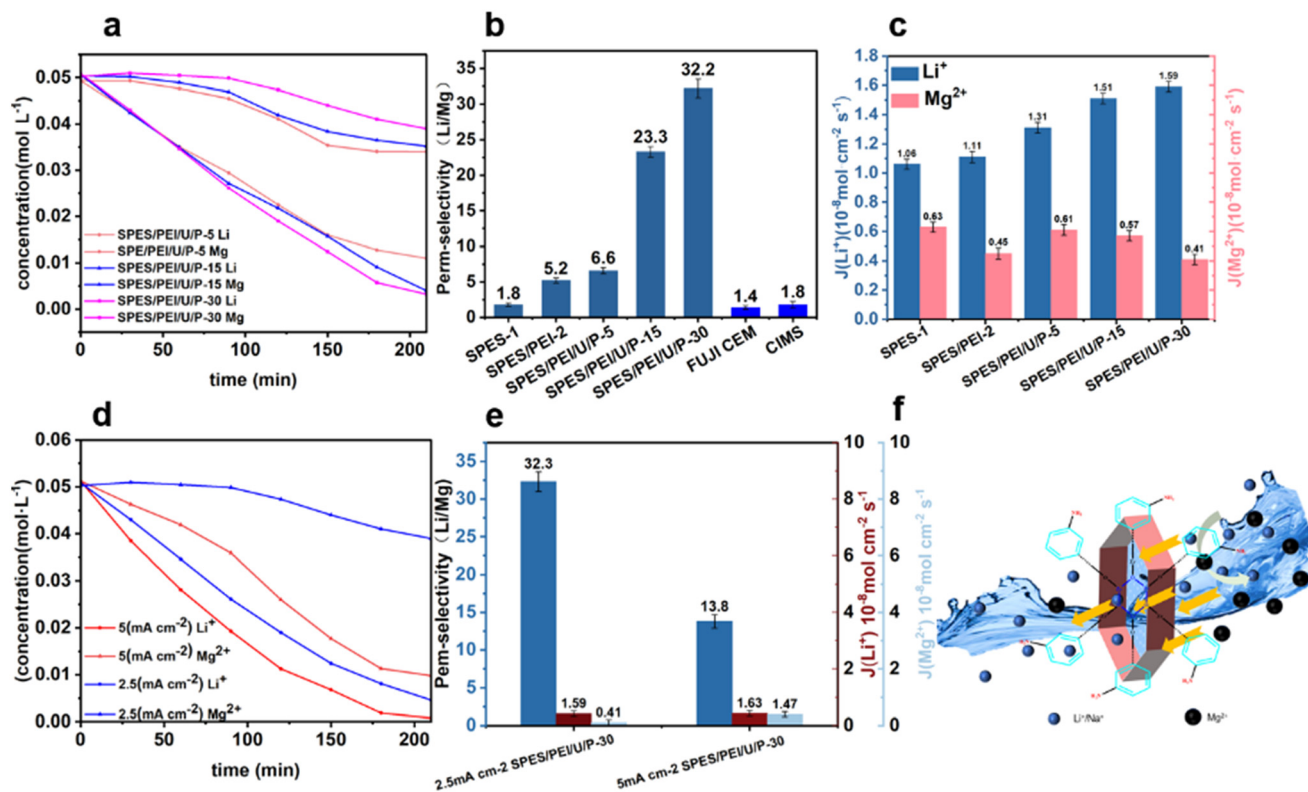 a
concentration(mol L⁻¹)
0.05
0.04
0.03
0.02
0.01
0.00
SPES/PEI/U/P-5 Li
SPE/PEI/U/P-5 Mg
SPES/PEI/U/P-15 Li
SPES/PEI/U/P-15 Mg
SPES/PEI/U/P-30 Li
SPES/PEI/U/P-30 Mg
0 50 100 150 200
time (min)
b
Perm-selectivity（Li/Mg）
35
30
25
20
15
10
5
0
1.8
5.2
6.6
23.3
32.2
1.4
1.8
SPES-1
SPES/PEI-2
SPES/PEI/U/P-5
SPES/PEI/U/P-15
SPES/PEI/U/P-30
FUJI CEM
CIMS
c
J(Li⁺)(10⁻⁸mol·cm⁻² s⁻¹)
1.8
1.6
1.4
1.2
1.0
0.8
0.6
0.4
0.2
0.0
Li⁺
Mg²⁺
1.06
0.63
1.11
0.45
1.31
0.61
1.51
0.57
1.59
0.41
J(Mg²⁺)(10⁻⁸mol·cm⁻² s⁻¹)
SPES-1
SPES/PEI-2
SPES/PEI/U/P-5
SPES/PEI/U/P-15
SPES/PEI/U/P-30
d
(concentration(mol·L⁻¹)
0.06
0.05
0.04
0.03
0.02
0.01
0.00
5(mA cm⁻²) Li⁺
5(mA cm⁻²) Mg²⁺
2.5(mA cm⁻²) Li⁺
2.5(mA cm⁻²) Mg²⁺
0 50 100 150 200
time (min)
e
Pem-selectivity（Li/Mg）
35
30
25
20
15
10
5
0
32.3
1.59
0.41
13.8
1.63
1.47
10
8
6
4
2
0
J(Li⁺) 10⁻⁸mol cm⁻² s⁻¹
10
8
6
4
2
0
J(Mg²⁺) 10⁻⁸mol cm⁻² s⁻¹
2.5mA cm-2 SPES/PEI/U/P-30
5mA cm-2 SPES/PEI/U/P-30
f
Li⁺/Na⁺
Mg²⁺